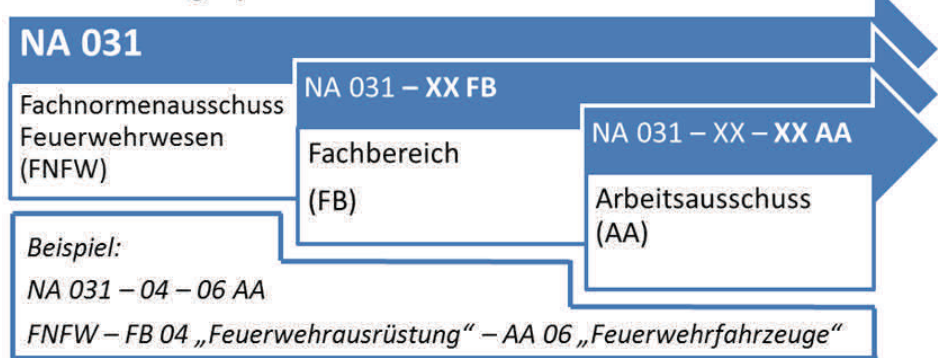 NA 031
Fachnormenausschuss
Feuerwehrwesen
(FNFW)
NA 031 – XX FB
Fachbereich
(FB)
NA 031 – XX – XX AA
Arbeitsausschuss
(AA)
Beispiel:
NA 031 – 04 – 06 AA
FNFW – FB 04 „Feuerwehrausrüstung“ – AA 06 „Feuerwehrfahrzeuge“